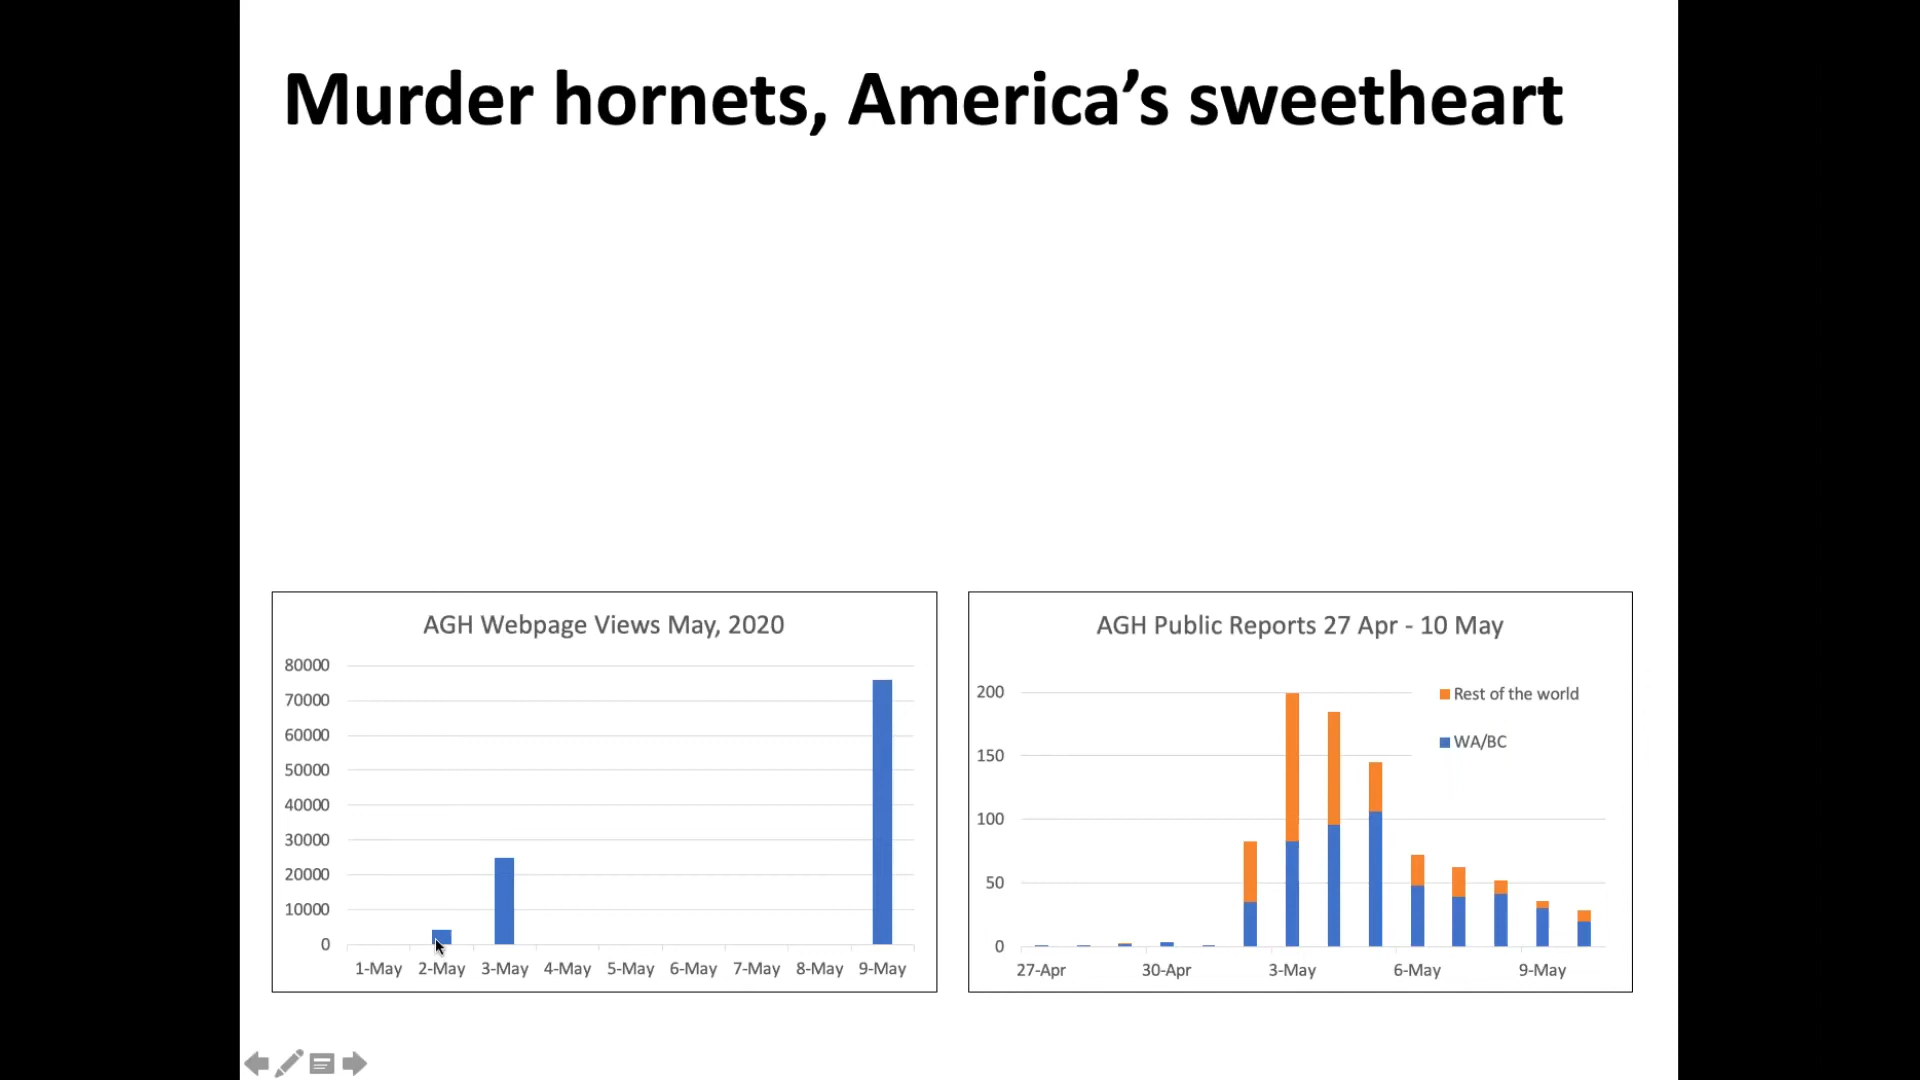 Murder hornets, America's sweetheart
AGH Webpage Views May, 2020
80000
70000
60000
50000
40000
30000
20000
10000
0
1-May 2-May 3-May 4-May 5-May 6-May 7-May 8-May 9-May
AGH Public Reports 27 Apr - 10 May
200
150
100
50
0
Rest of the world
WA/BC
27-Apr 30-Apr 3-May 6-May 9-May